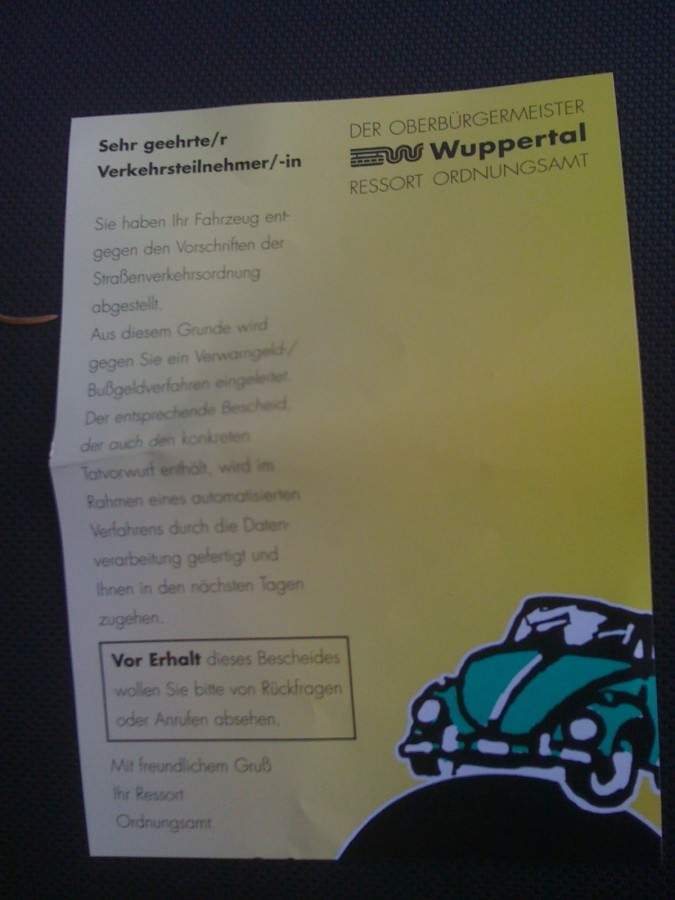 Sehr geehrte/r
Verkehrsteilnehmer/-in
DER OBERBÜRGERMEISTER
Wuppertal
RESSORT ORDNUNGSAMT
Sie haben Ihr Fahrzeug ent-
gegen den Vorschriften der
Straßenverkehrsordnung
abgestellt.
Aus diesem Grunde wird
gegen Sie ein Verwarngeld-/
Bußgeldverfahren eingeleitet.
Der entsprechende Bescheid,
der auch den konkreten
Tatvorwurf enthält, wird im
Rahmen eines automatisierten
Verfahrens durch die Daten-
verarbeitung gefertigt und
Ihnen in den nächsten Tagen
zugehen.
Vor Erhalt dieses Bescheides
wollen Sie bitte von Rückfragen
oder Anrufen absehen.
Mit freundlichem Gruß
Ihr Ressort
Ordnungsamt